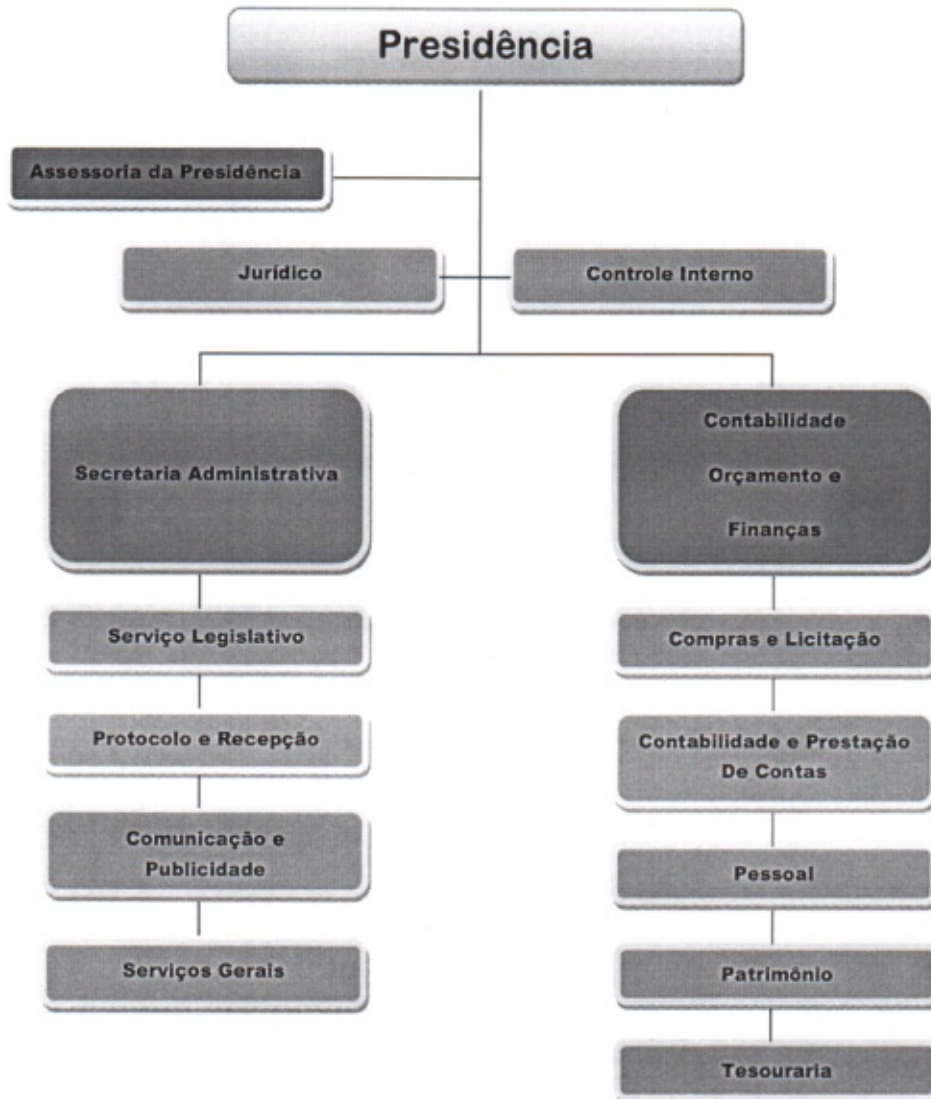 Presidência
Assessoria da Presidência
Jurídico
Controle Interno
Secretaria Administrativa
Contabilidade
Orçamento e
Finanças
Serviço Legislativo
Protocolo e Recepção
Comunicação e
Publicidade
Serviços Gerais
Compras e Licitação
Contabilidade e Prestação
De Contas
Pessoal
Patrimônio
Tesouraria